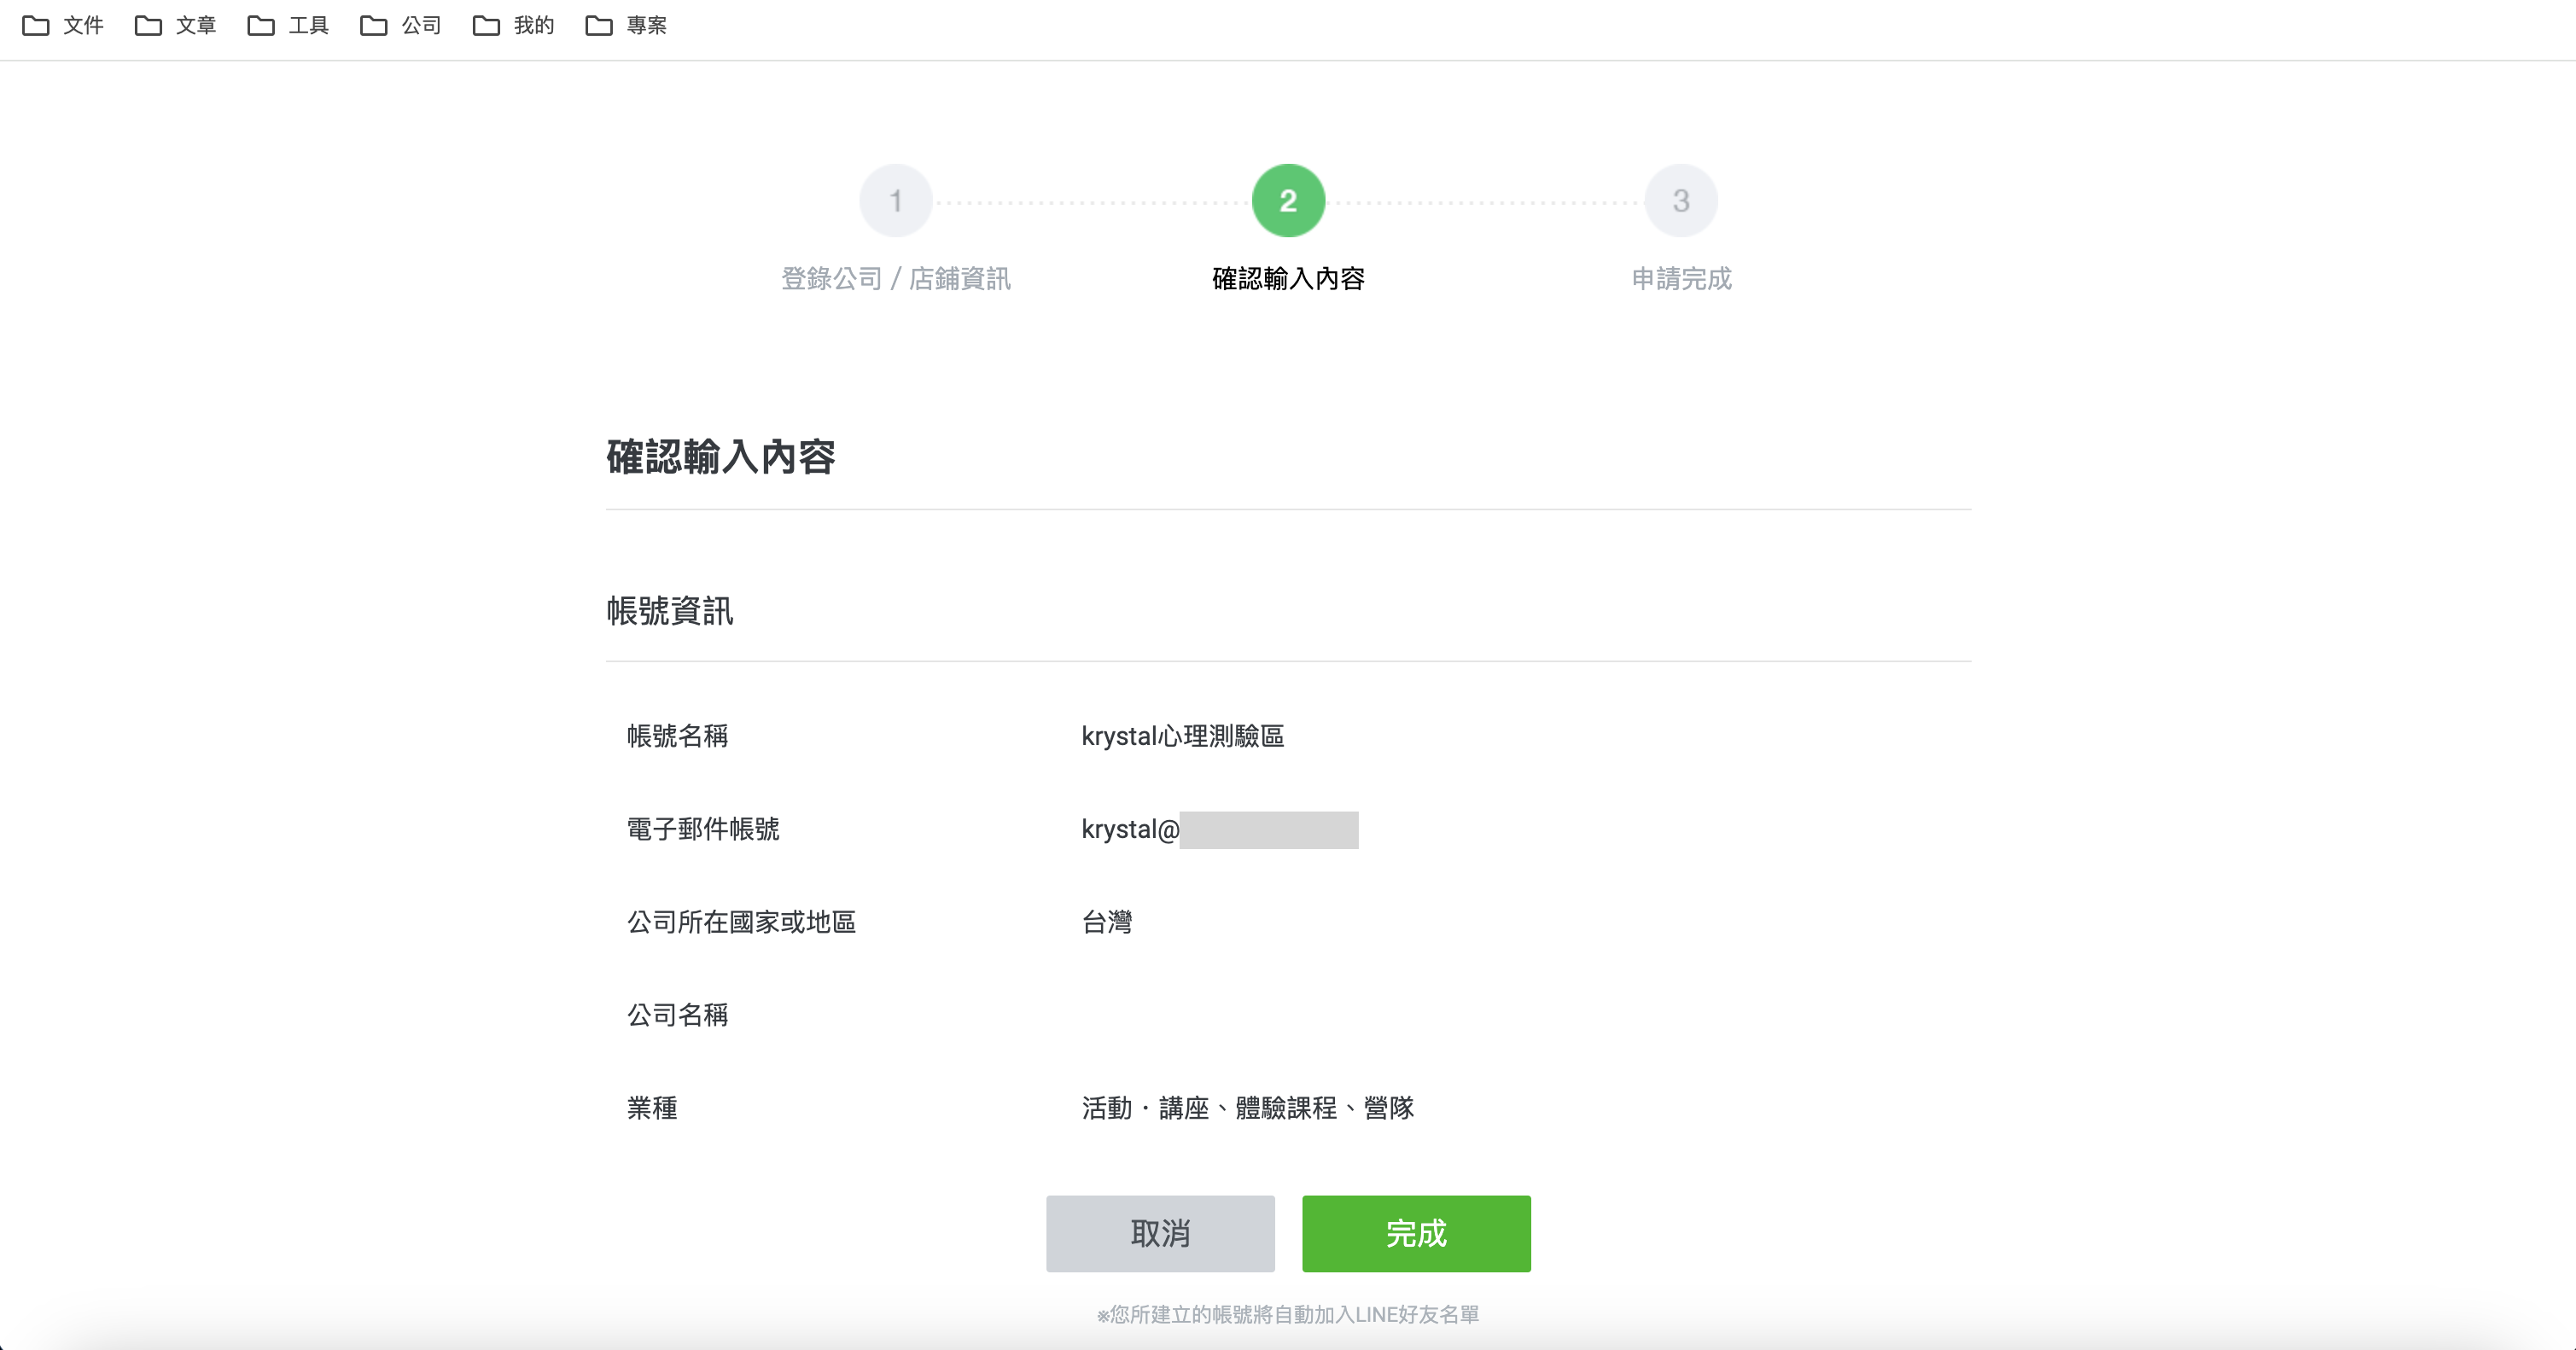 文件 文章 工具 公司 我的 專案
1 2 3
登錄公司 / 店鋪資訊 確認輸入內容 申請完成
確認輸入內容
帳號資訊
帳號名稱 krystal心理測驗區
電子郵件帳號 krystal@
公司所在國家或地區 台灣
公司名稱
業種 活動・講座、體驗課程、營隊
取消 完成
※您所建立的帳號將自動加入LINE好友名單